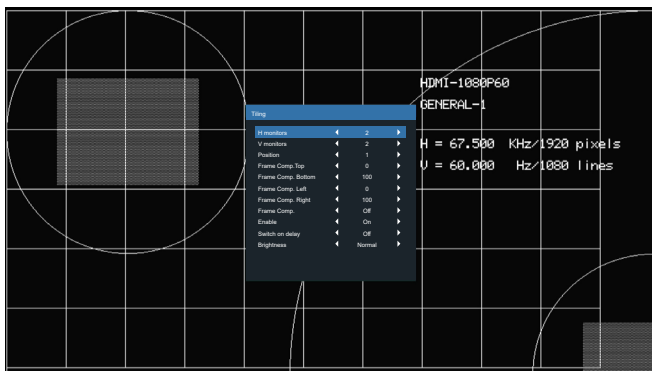 HDMI-1080P60
GENERAL-1
Tiling
H monitors 2
V monitors 2
H = 67.500 KHz/1920 pixels
Position 1
V = 60.000 Hz/1080 lines
Frame Comp.Top 0
Frame Comp. Bottom 100
Frame Comp. Left 0
Frame Comp. Right 100
Frame Comp. Off
Enable On
Switch on delay Off
Brightness Normal